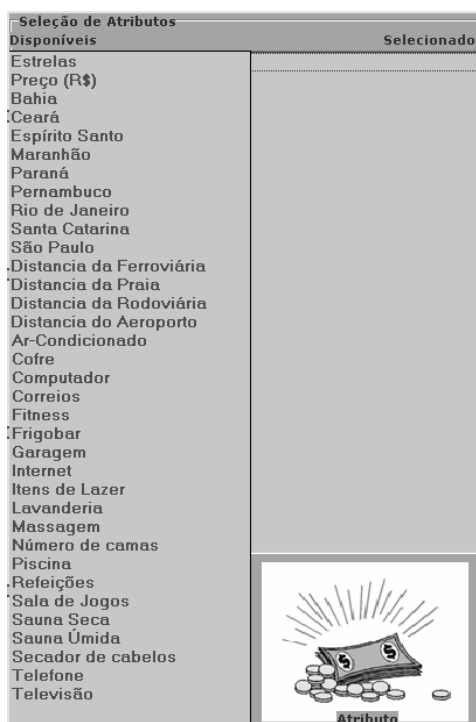 Seleção de Atributos
Disponíveis Selecionado
Estrelas
Preço (R$)
Bahia
Ceará
Espírito Santo
Maranhão
Paraná
Pernambuco
Rio de Janeiro
Santa Catarina
São Paulo
Distancia da Ferroviária
Distancia da Praia
Distancia da Rodoviária
Distancia do Aeroporto
Ar-Condicionado
Cofre
Computador
Correios
Fitness
Frigobar
Garagem
Internet
Itens de Lazer
Lavanderia
Massagem
Número de camas
Piscina
Refeições
Sala de Jogos
Sauna Seca
Sauna Úmida
Secador de cabelos
Telefone
Televisão
$ $
Atributo